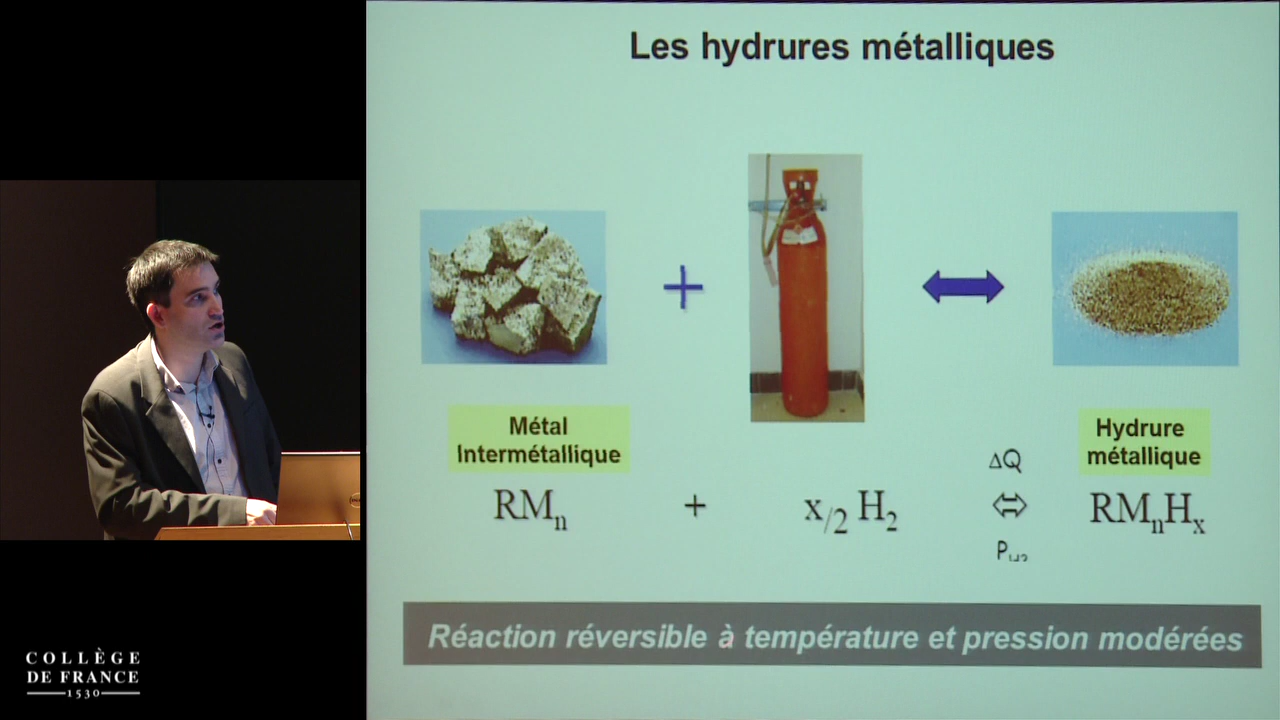 Les hydrures métalliques
Métal
Intermétallique
Hydrure
métallique
ΔQ
RMₙ + x/2 H₂ ⇔ RMₙHₓ
P_H2
Réaction réversible à température et pression modérées
COLLÈGE
DE FRANCE
1530